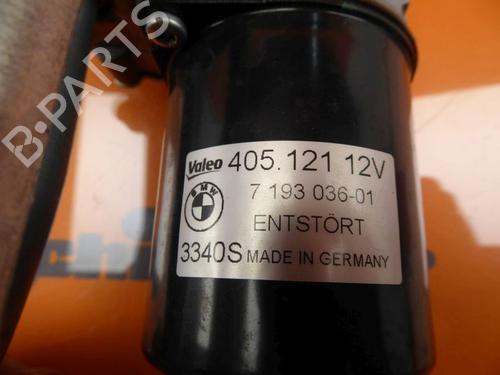 B-PARTS
Valeo 405.121 12V
BMW
7 193 036-01
ENTSTÖRT
3340S MADE IN GERMANY